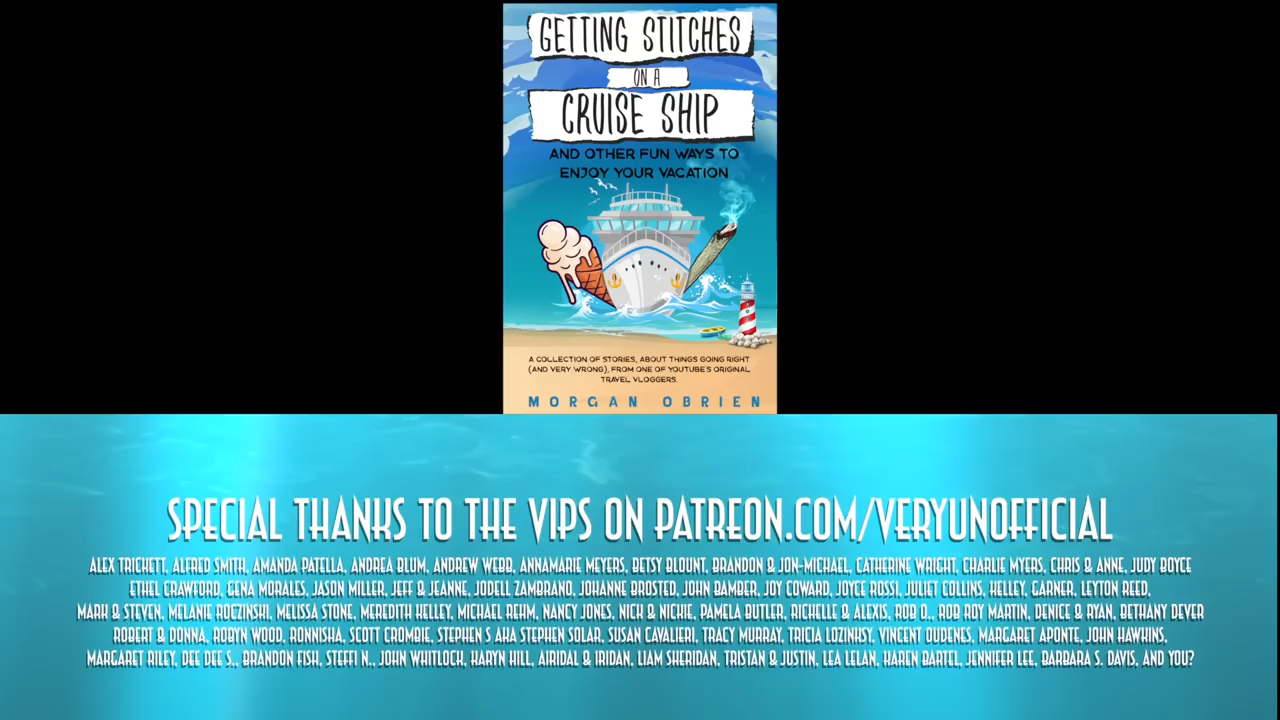 GETTING STITCHES
ON A
CRUISE SHIP
AND OTHER FUN WAYS TO
ENJOY YOUR VACATION
A COLLECTION OF STORIES, ABOUT THINGS GOING RIGHT
(AND VERY WRONG), FROM ONE OF YOUTUBE'S ORIGINAL
TRAVEL VLOGGERS.
MORGAN OBRIEN
SPECIAL THANKS TO THE VIPS ON PATREON.COM/VERYUNOFFICIAL
ALEX TRICHETT, ALFRED SMITH, AMANDA PATELLA, ANDREA BLUM, ANDREW WEBB, ANNAMARIE MEYERS, BETSY BLOUNT, BRANDON & JON-MICHAEL, CATHERINE WRIGHT, CHARLIE MYERS, CHRIS & ANNE, JUDY BOYCE
ETHEL CRAWFORD, GENA MORALES, JASON MILLER, JEFF & JEANNE, JODELL ZAMBRANO, JOHANNE BROSTED, JOHN BAMBER, JOY COWARD, JOYCE ROSSI, JULIET COLLINS, KELLEY, GARNER, LEYTON REED,
MARK & STEVEN, MELANIE ROCZINSKI, MELISSA STONE, MEREDITH KELLEY, MICHAEL REHM, NANCY JONES, NICK & NICKIE, PAMELA BUTLER, RICHELLE & ALEXIS, ROB O., ROB ROY MARTIN, DENICE & RYAN, BETHANY DEVER
ROBERT & DONNA, ROBYN WOOD, RONNISHA, SCOTT CROMBIE, STEPHEN S AKA STEPHEN SOLAR, SUSAN CAVALIERI, TRACY MURRAY, TRICIA LOZINKSY, VINCENT OUDENES, MARGARET APONTE, JOHN HAWKINS,
MARGARET RILEY, DEE DEE S., BRANDON FISH, STEFFI N., JOHN WHITLOCK, KARYN HILL, AIRIDAL & IRIDAN, LIAM SHERIDAN, TRISTAN & JUSTIN, LEA LELAN, KAREN BARTEL, JENNIFER LEE, BARBARA S. DAVIS, AND YOU?